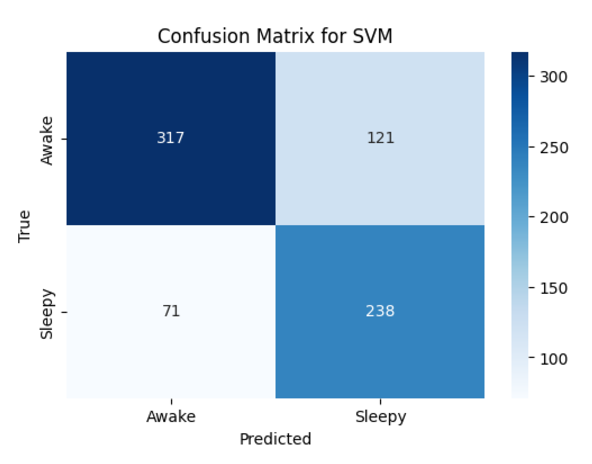 Confusion Matrix for SVM
Awake
317
121
300
250
200
150
100
True
Sleepy
71
238
Awake
Sleepy
Predicted